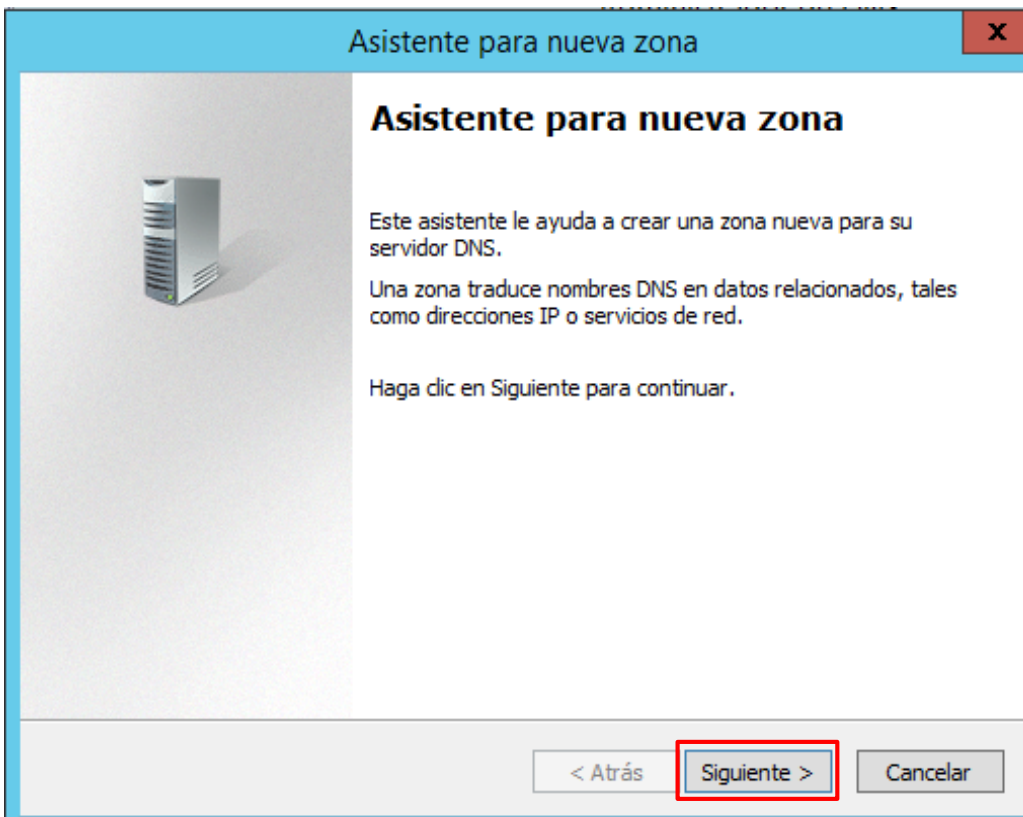 Asistente para nueva zona
x
Asistente para nueva zona
Este asistente le ayuda a crear una zona nueva para su
servidor DNS.
Una zona traduce nombres DNS en datos relacionados, tales
como direcciones IP o servicios de red.
Haga clic en Siguiente para continuar.
< Atrás Siguiente > Cancelar